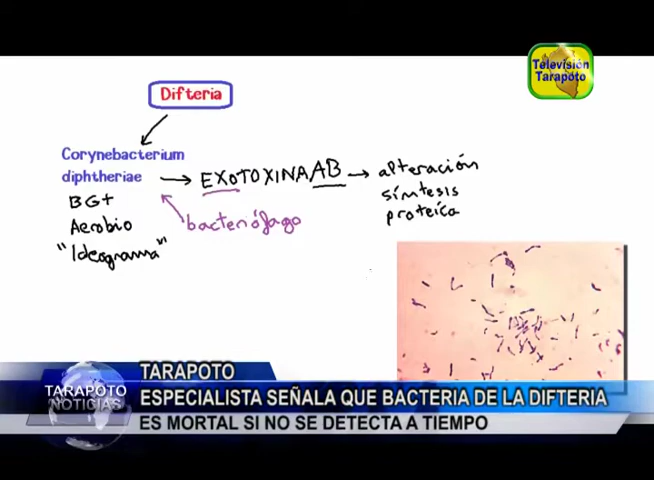 Televisión
Tarapoto
Difteria
Corynebacterium
diphtheriae
EXOTOXINA AB
alteración
síntesis
proteíca
BG+
Aerobio
"Ideograma"
bacteriófago
TARAPOTO
NOTICIAS
TARAPOTO
ESPECIALISTA SEÑALA QUE BACTERIA DE LA DIFTERIA
ES MORTAL SI NO SE DETECTA A TIEMPO